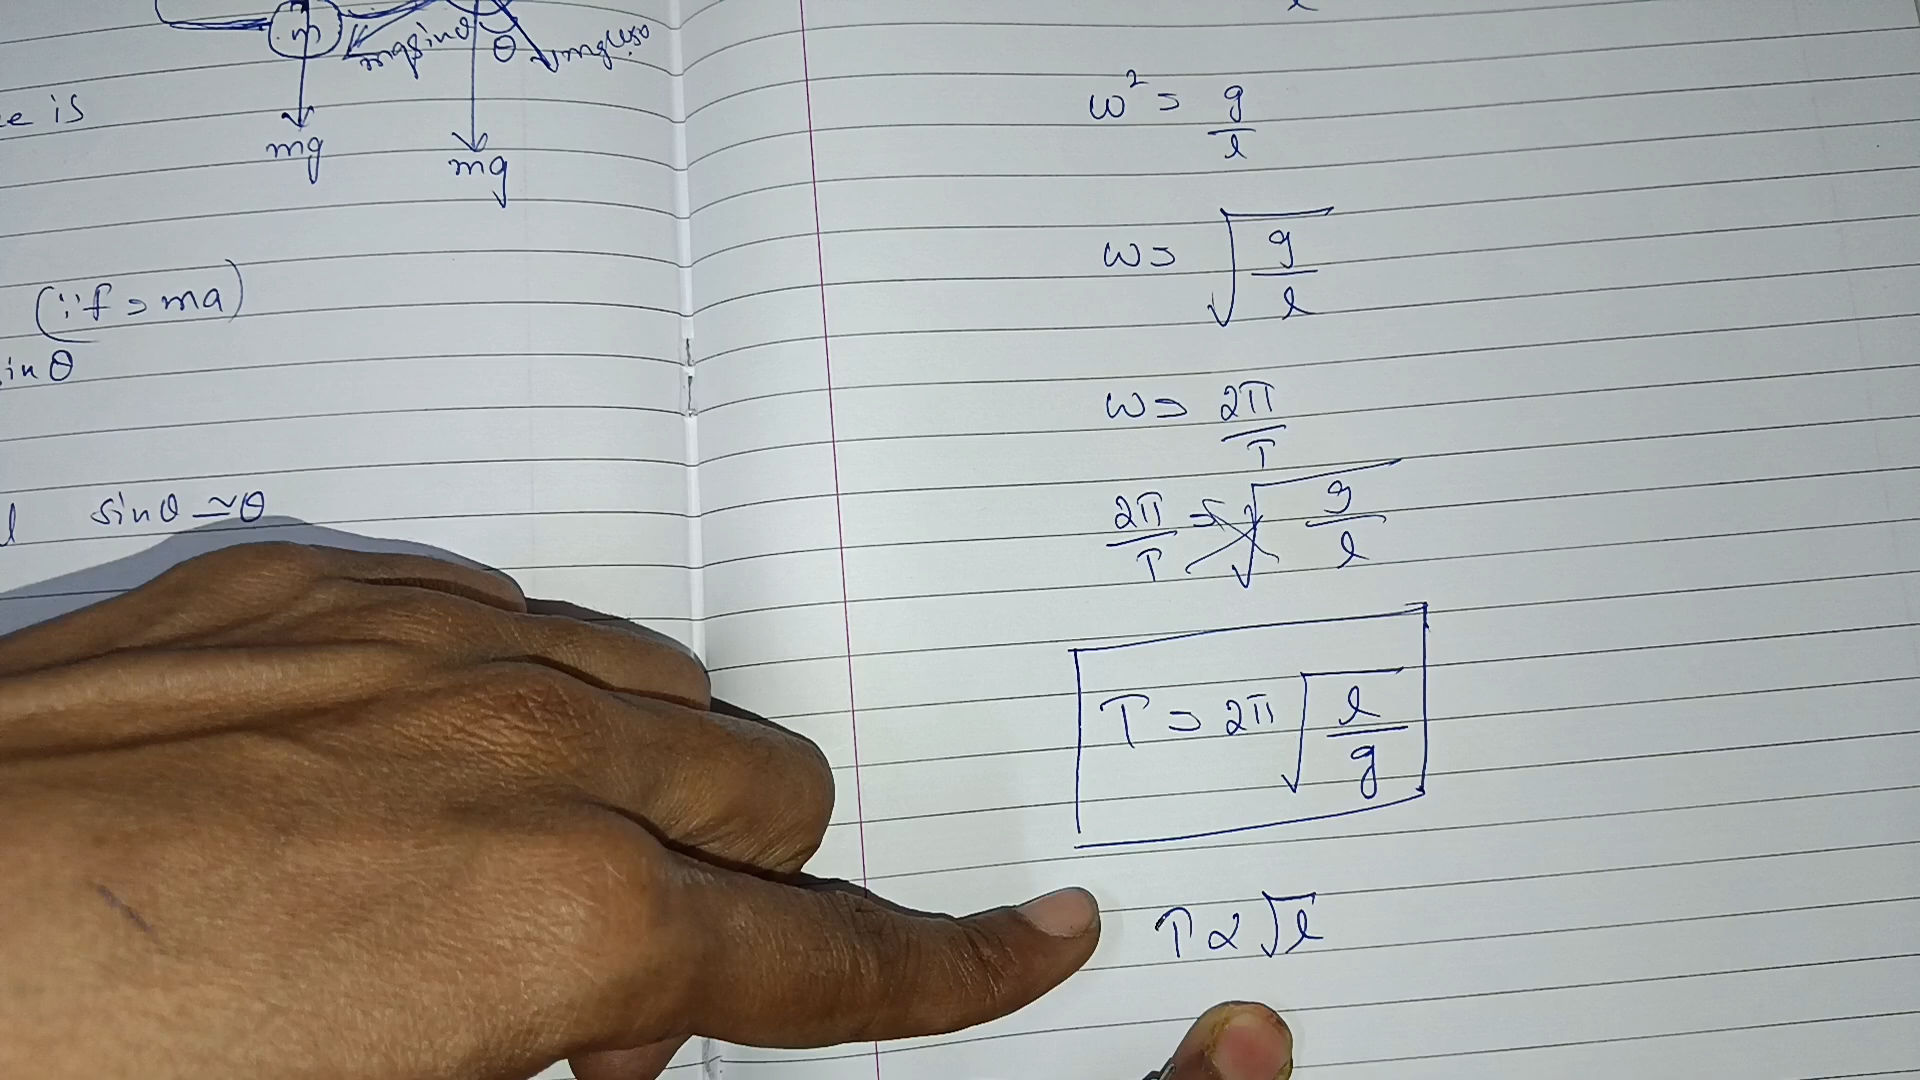 m
mgsinθ
θ
mgcosθ
e is
mg
mg
(∵f=ma)
inθ
sinθ≃θ
ω²=g/l
ω=√(g/l)
ω=2π/T
2π/T=√(g/l)
T=2π√(l/g)
T∝√l